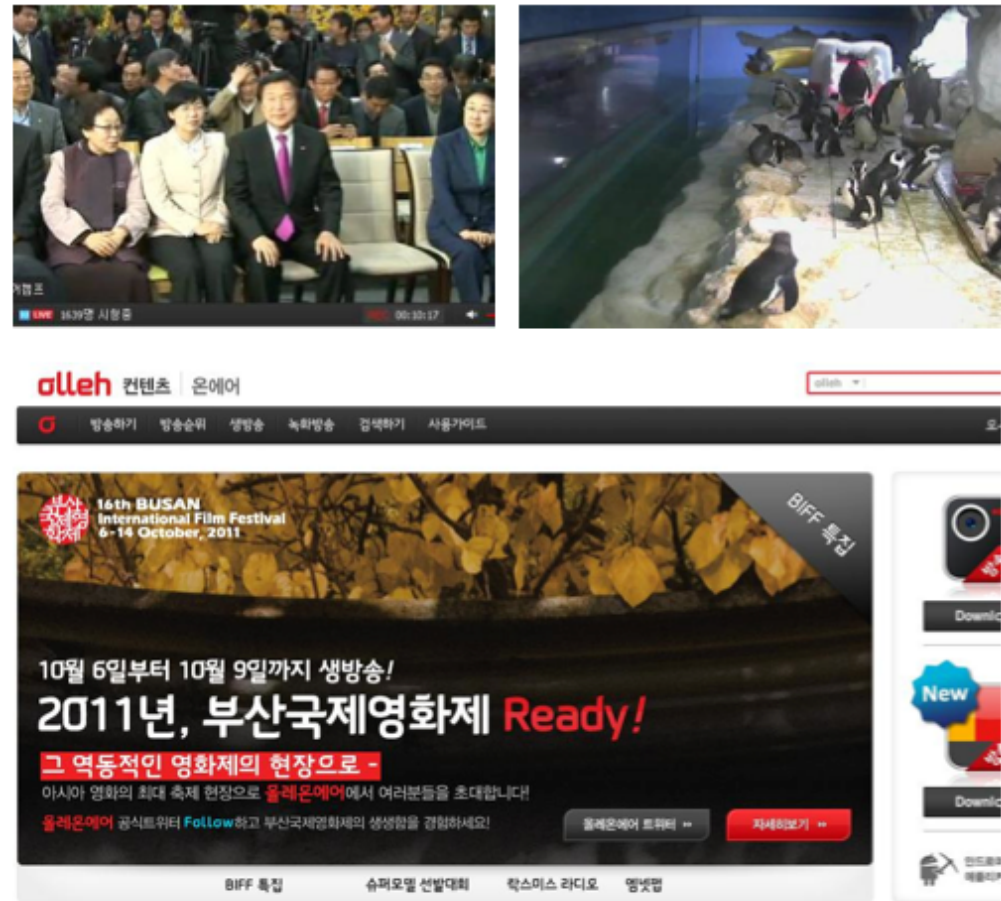 LIVE 1639명 시청중
REC 00:10:17
olleh 컨텐츠 온에어
olleh
방송하기 방송순위 생방송 녹화방송 검색하기 사용가이드
부산국제영화제
16th BUSAN
International Film Festival
6-14 October, 2011
BIFF 특집
10월 6일부터 10월 9일까지 생방송!
2011년, 부산국제영화제 Ready!
그 역동적인 영화제의 현장으로 -
아시아 영화의 최대 축제 현장으로 올레온에어에서 여러분들을 초대합니다!
올레온에어 공식트위터 Follow하고 부산국제영화제의 생생함을 경험하세요!
올레온에어 트위터
자세히보기
BIFF 특집 슈퍼모델 선발대회 칵스미스 라디오 엠넷펍
New